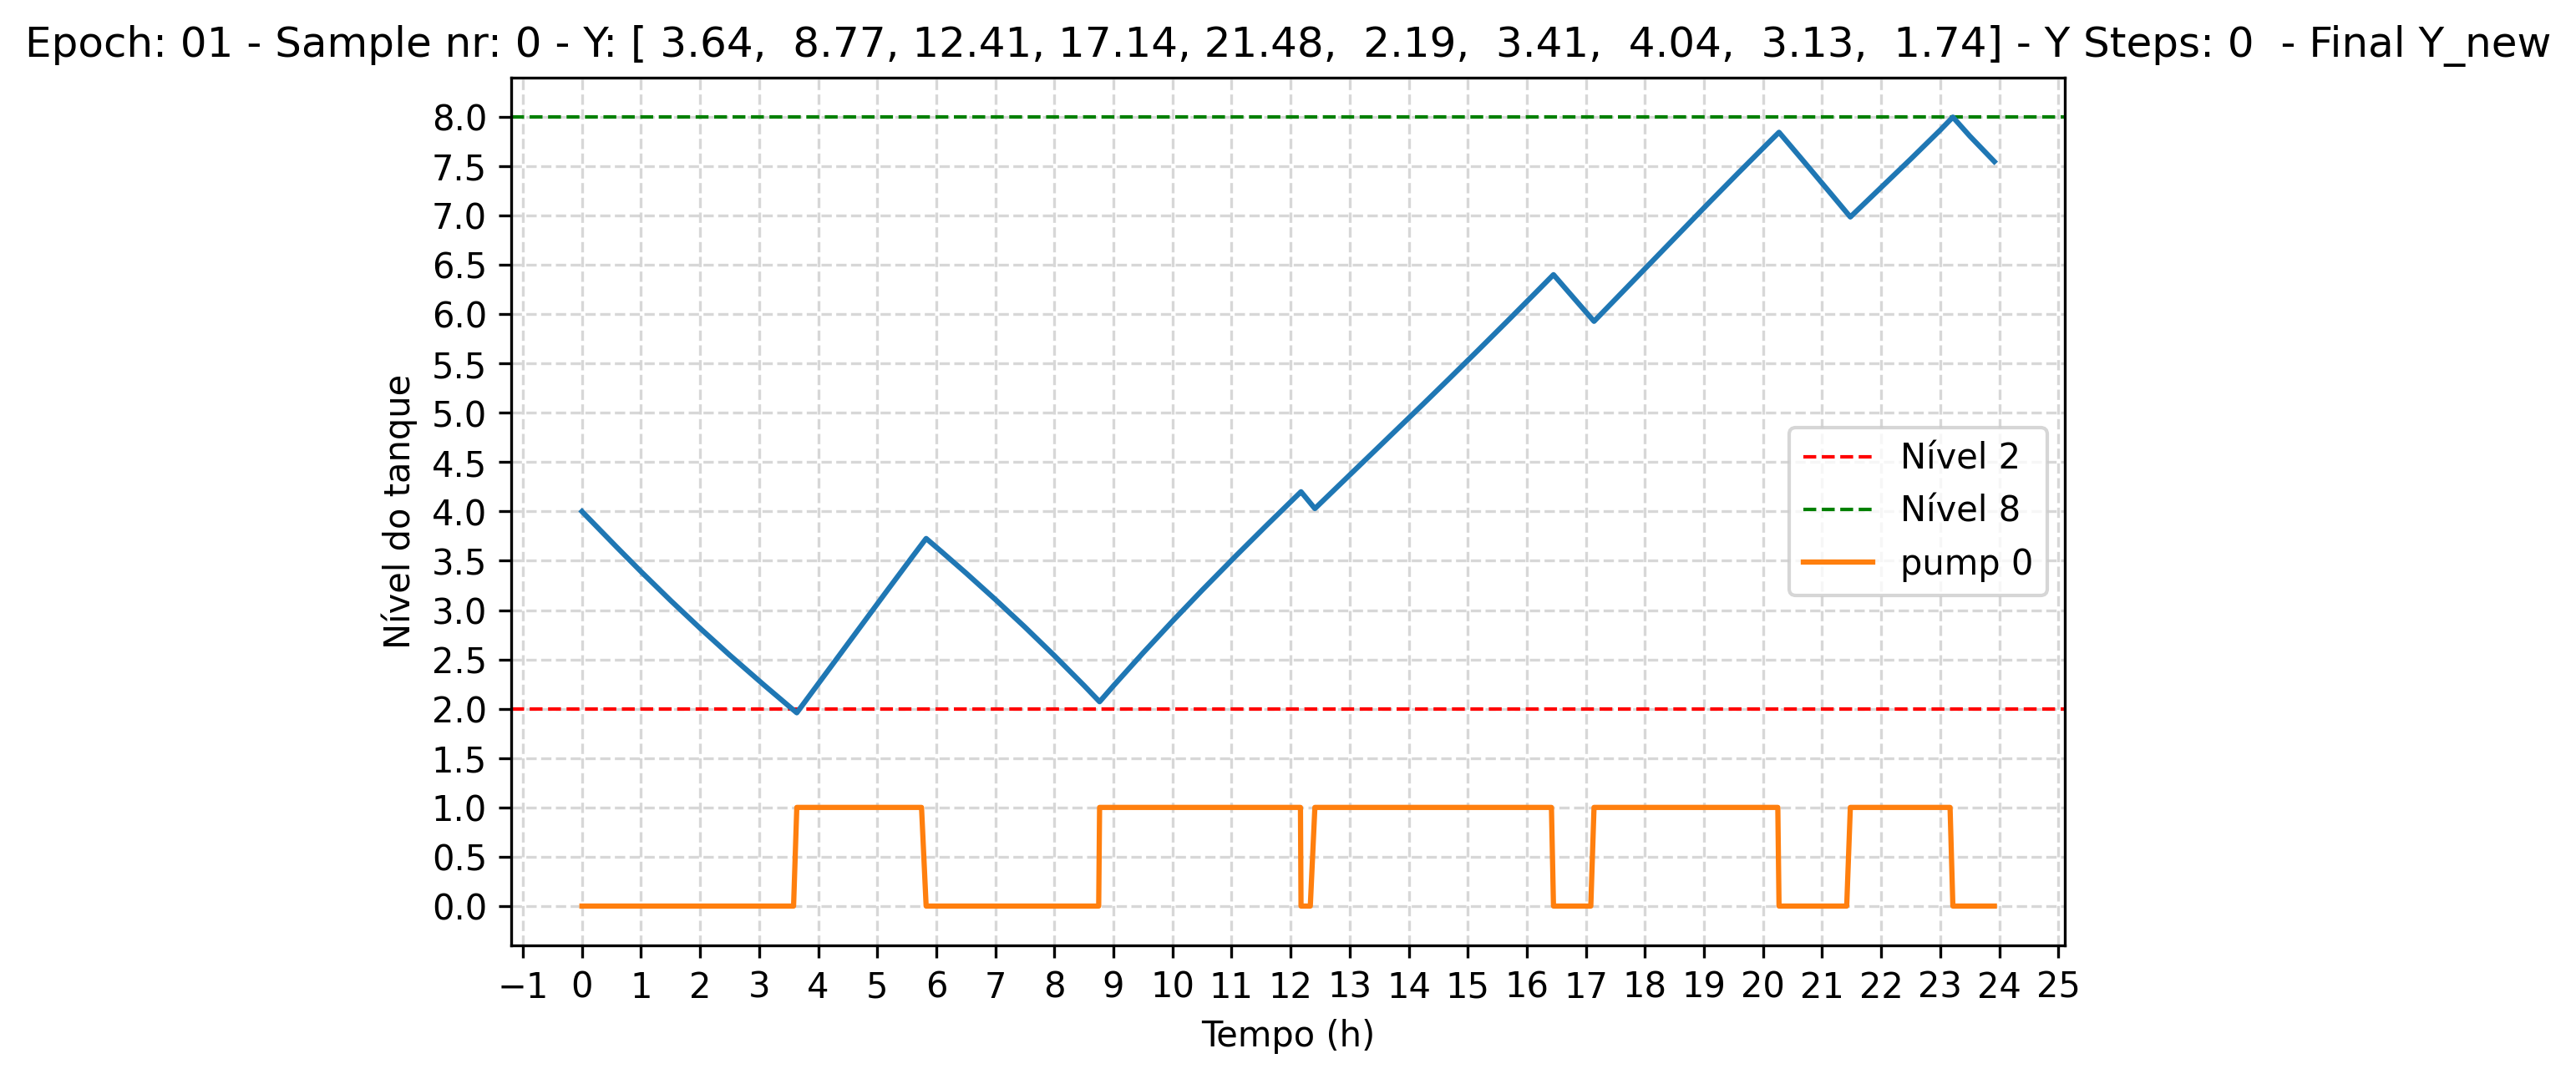 Epoch: 01 - Sample nr: 0 - Y: [ 3.64,  8.77, 12.41, 17.14, 21.48,  2.19,  3.41,  4.04,  3.13,  1.74] - Y Steps: 0  - Final Y_new
8.0
7.5
7.0
6.5
6.0
5.5
5.0
4.5
4.0
3.5
3.0
2.5
2.0
1.5
1.0
0.5
0.0
Nível do tanque
Nível 2
Nível 8
pump 0
−1 0 1 2 3 4 5 6 7 8 9 10 11 12 13 14 15 16 17 18 19 20 21 22 23 24 25
Tempo (h)